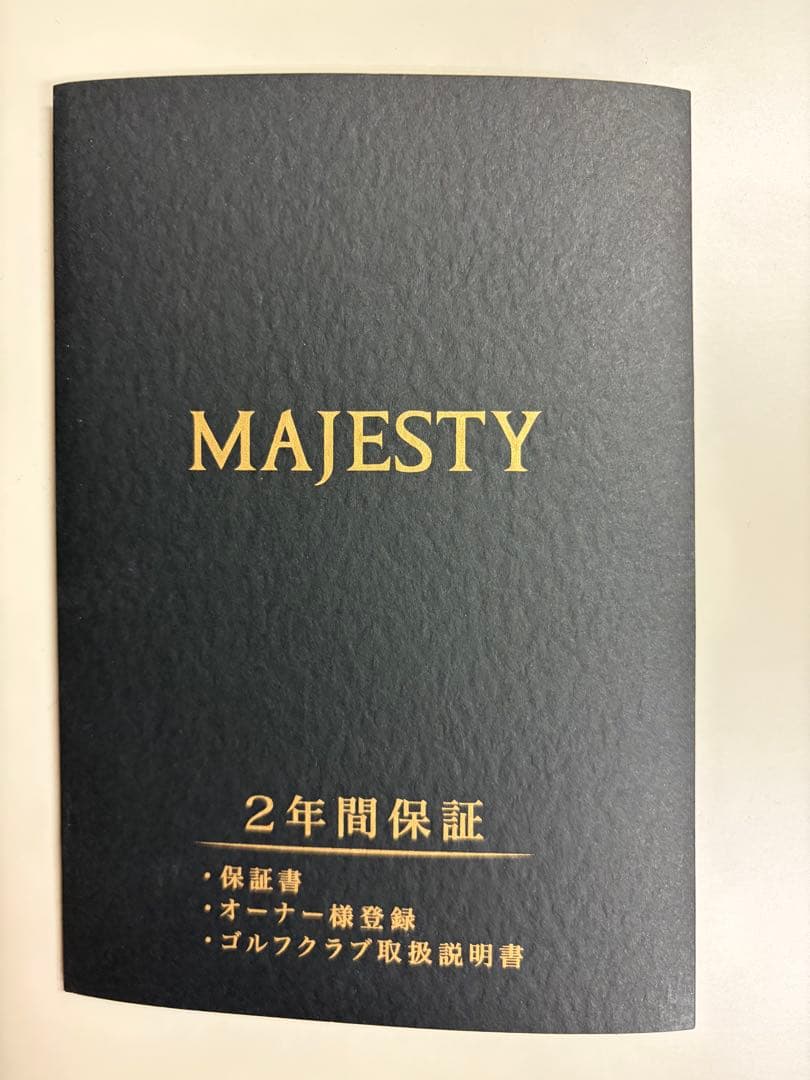 MAJESTY
2年間保証
・保証書
・オーナー様登録
・ゴルフクラブ取扱説明書